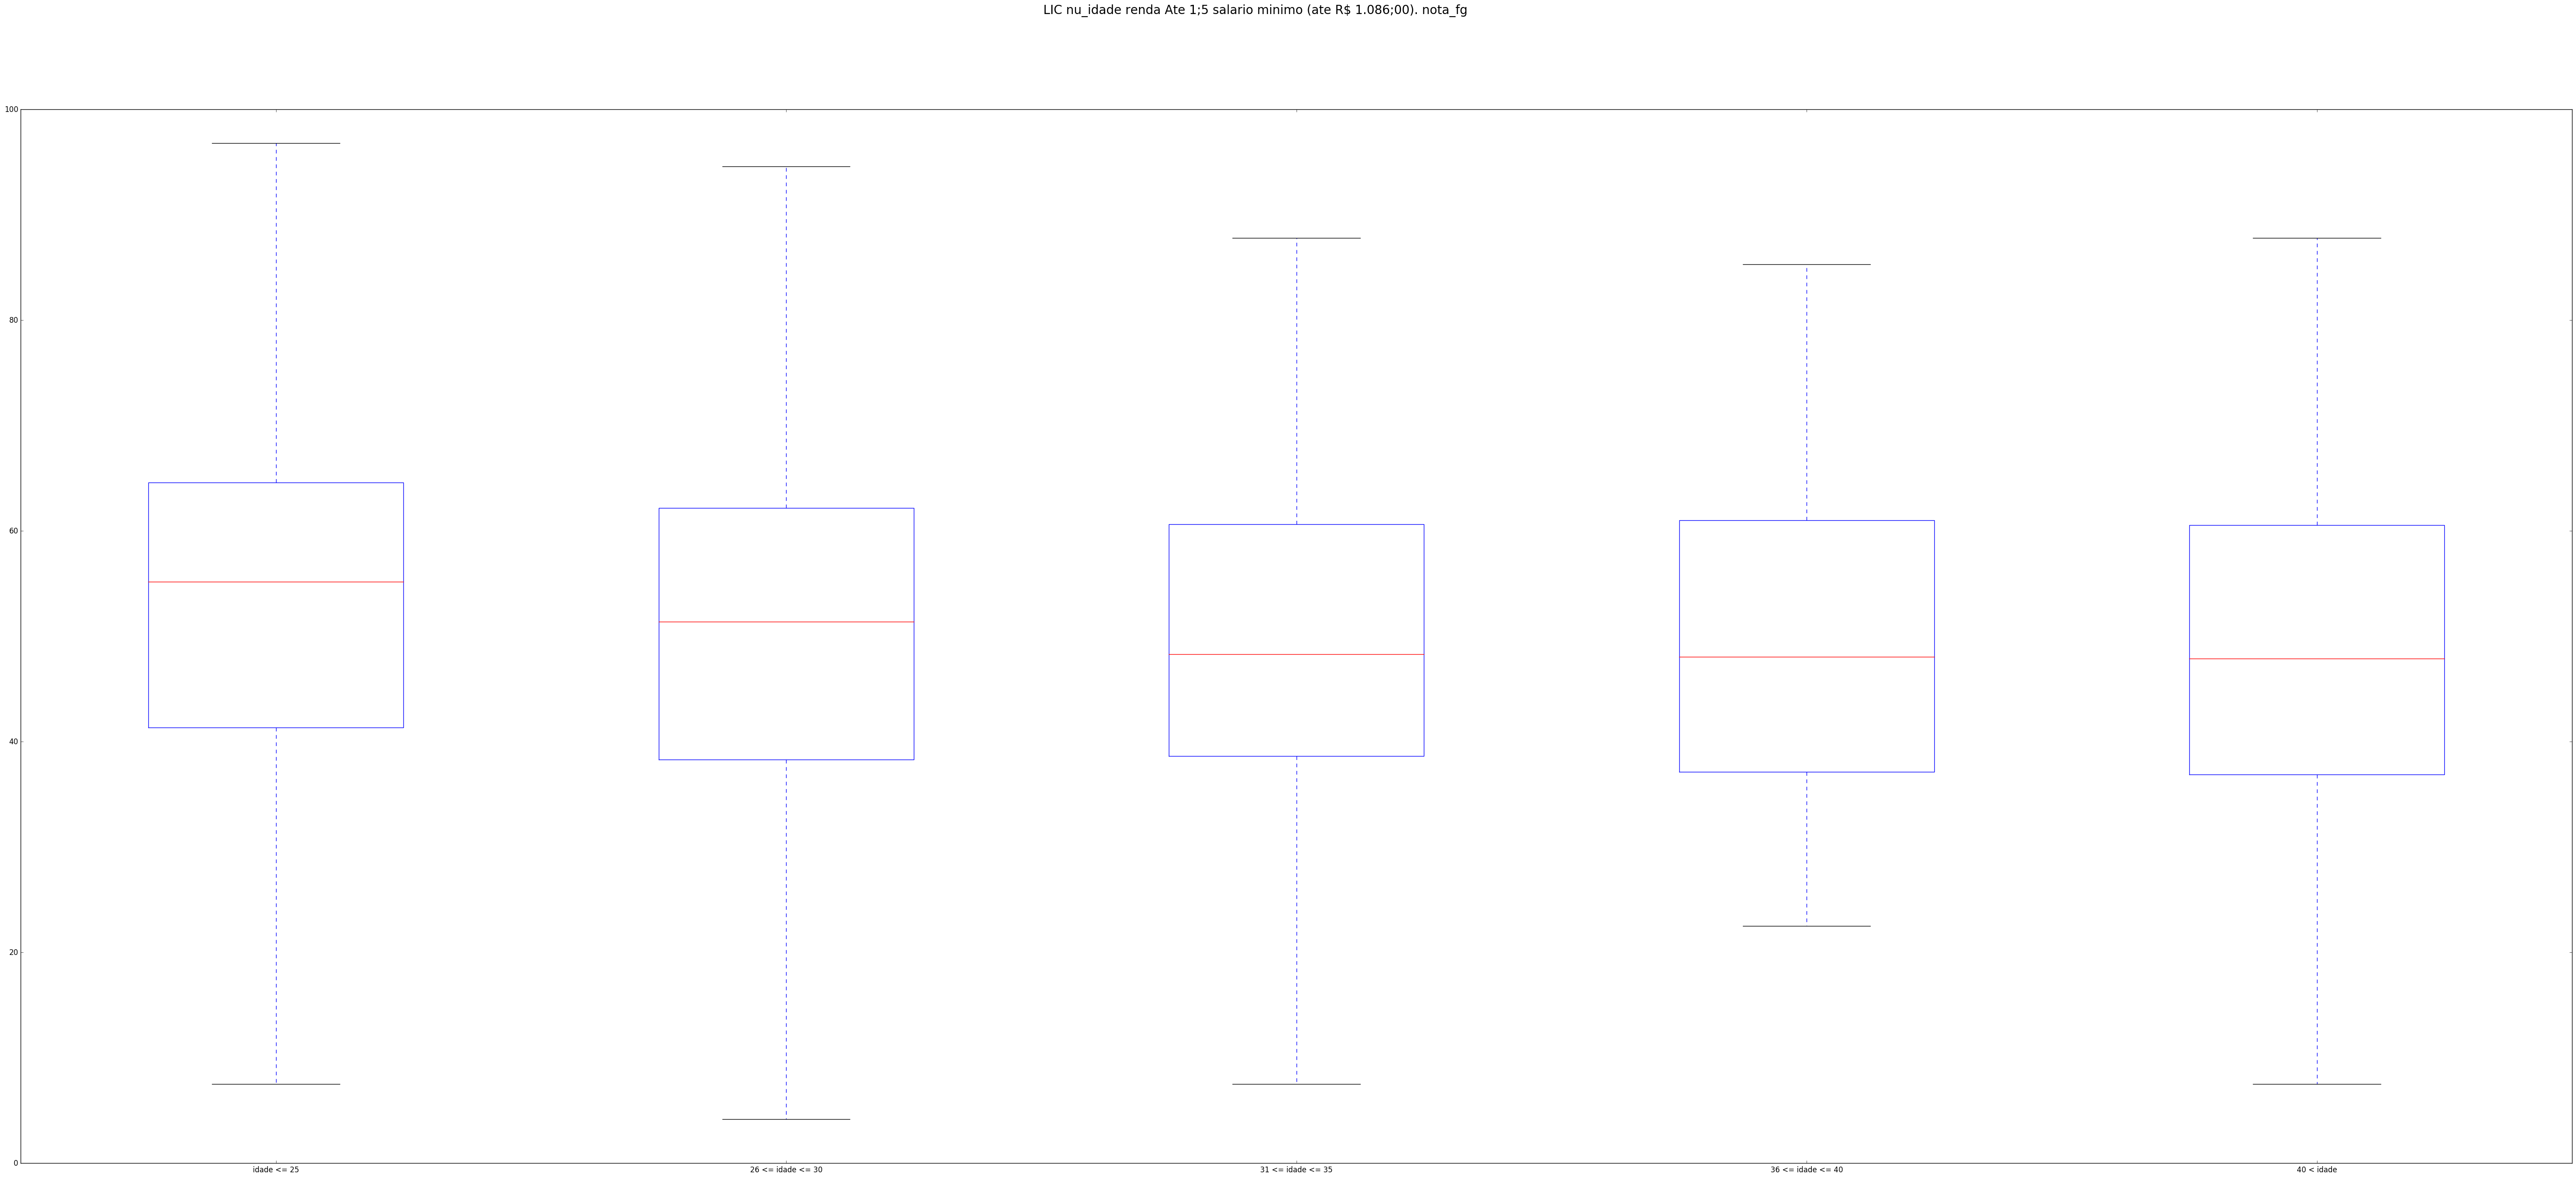 LIC nu_idade renda Ate 1;5 salario minimo (ate R$ 1.086;00). nota_fg
100
80
60
40
20
0
idade <= 25
26 <= idade <= 30
31 <= idade <= 35
36 <= idade <= 40
40 < idade